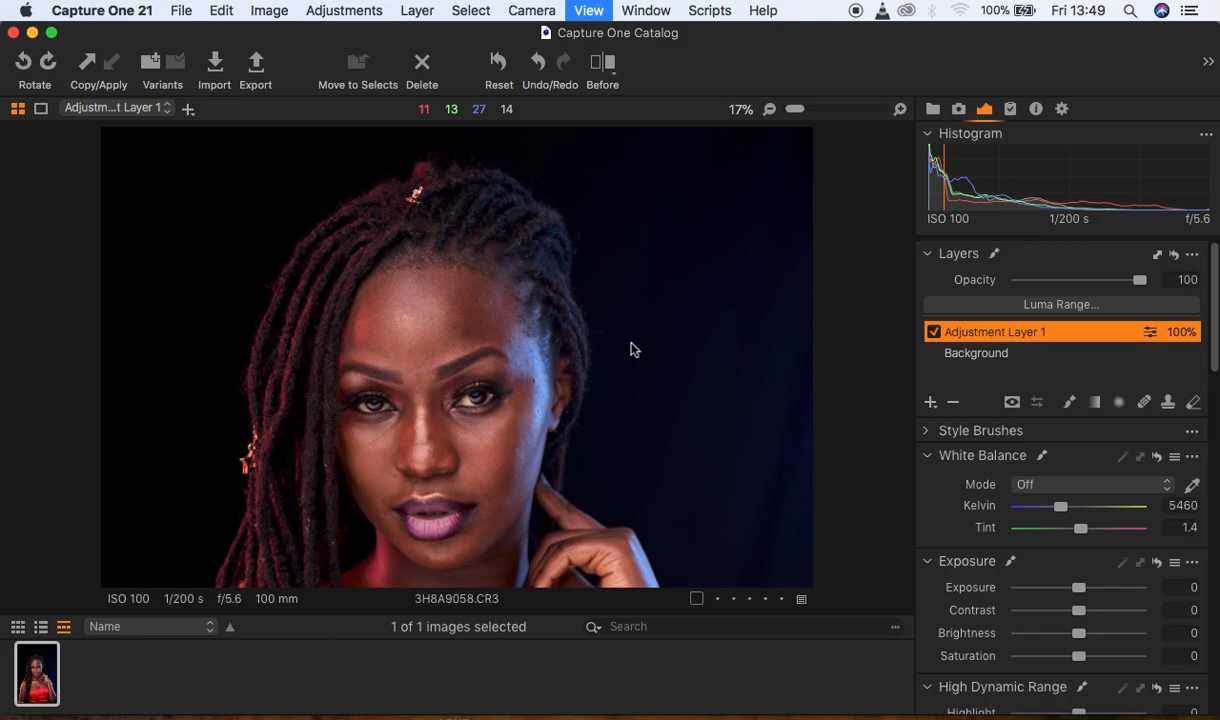 Capture One 21 File Edit Image Adjustments Layer Select Camera View Window Scripts Help 100% Fri 13:49
Capture One Catalog
Rotate Copy/Apply Variants Import Export Move to Selects Delete Reset Undo/Redo Before
Adjustm...t Layer 1 11 13 27 14 17%
Histogram
ISO 100 1/200 s f/5.6
Layers
Opacity 100
Luma Range...
Adjustment Layer 1 100%
Background
Style Brushes
White Balance
Mode Off
Kelvin 5460
Tint 1.4
Exposure
Exposure 0
Contrast 0
Brightness 0
Saturation 0
High Dynamic Range
ISO 100 1/200 s f/5.6 100 mm 3H8A9058.CR3
Name 1 of 1 images selected Search